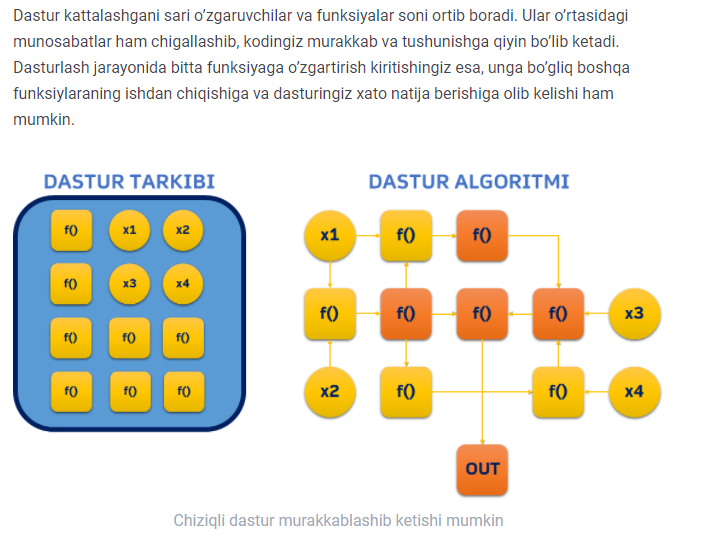 Dastur kattalashgani sari o'zgaruvchilar va funksiyalar soni ortib boradi. Ular o'rtasidagi
munosabatlar ham chigallashib, kodingiz murakkab va tushunishga qiyin bo'lib ketadi.
Dasturlash jarayonida bitta funksiyaga o'zgartirish kiritishingiz esa, unga bo'gliq boshqa
funksiylaraning ishdan chiqishiga va dasturingiz xato natija berishiga olib kelishi ham
mumkin.
DASTUR TARKIBI
f() x1 x2
f() x3 x4
f() f() f()
f() f() f()
DASTUR ALGORITMI
x1 f() f()
f() f() f() f() x3
x2 f() f() x4
OUT
Chiziqli dastur murakkablashib ketishi mumkin